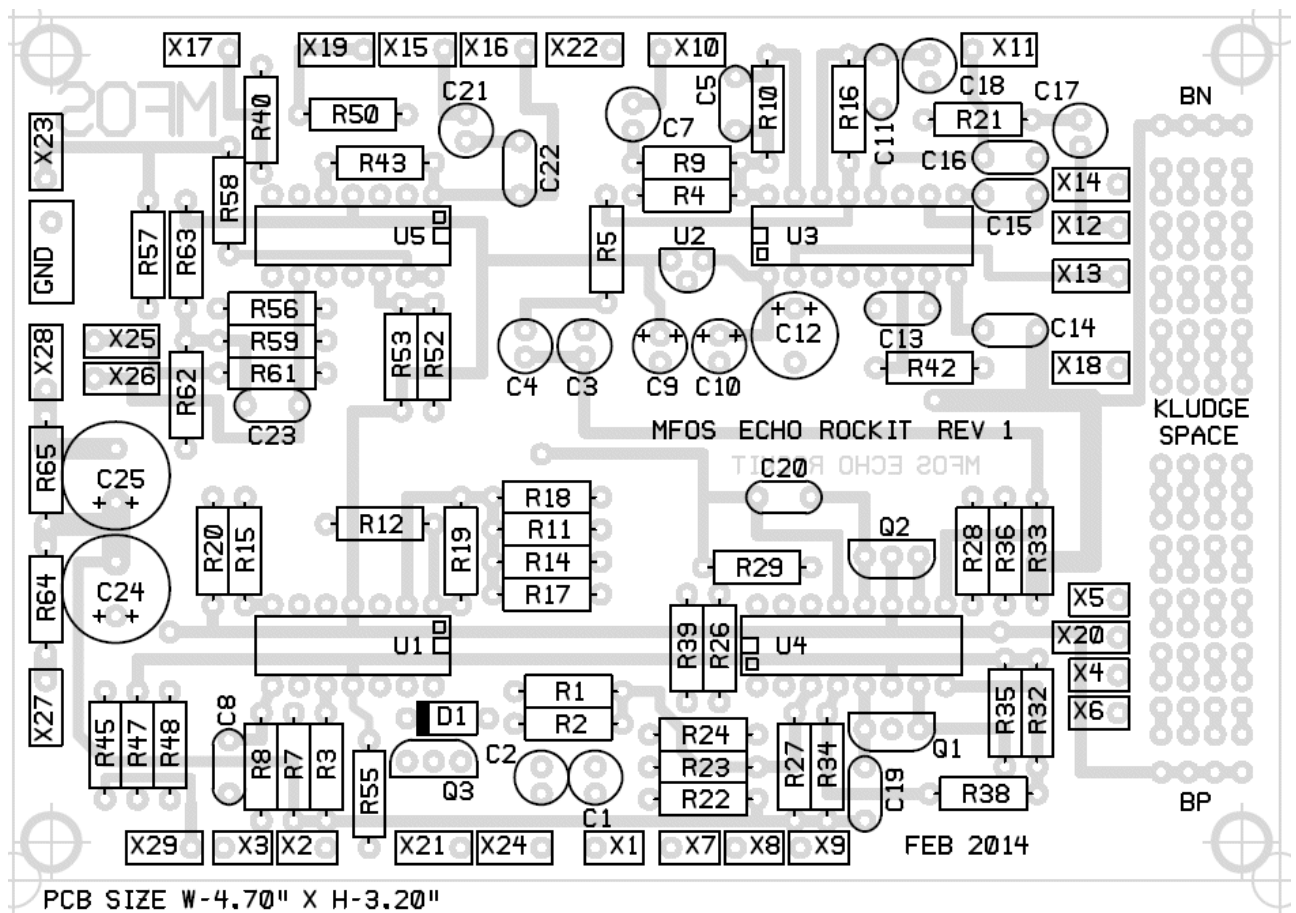 X17
X19
X15
X16
X22
X10
X11
MFOS
R40
R50
C21
C22
R43
C5
C7
R10
R16
C11
C18
R21
C17
BN
X23
R58
R9
R4
C16
C15
X14
GND
R57
R63
U5
R5
U2
U3
X12
X13
X28
X25
X26
R56
R59
R61
R62
C23
R53
R52
C4
C3
C9
C10
C12
C13
C14
R42
X18
MFOS ECHO ROCKIT REV 1
KLUDGE
SPACE
MFOS ECHO ROCKIT
R65
C25
C20
R20
R15
R12
R19
R18
R11
R14
R17
R29
Q2
R28
R36
R33
R64
C24
X5
X20
X4
X6
U1
R39
R26
U4
X27
R45
R47
R48
C8
R8
R7
R3
D1
R55
Q3
R1
R2
C2
C1
R24
R23
R22
R27
R34
Q1
C19
R35
R32
R38
BP
X29
X3
X2
X21
X24
X1
X7
X8
X9
FEB 2014
PCB SIZE W-4.70" X H-3.20"